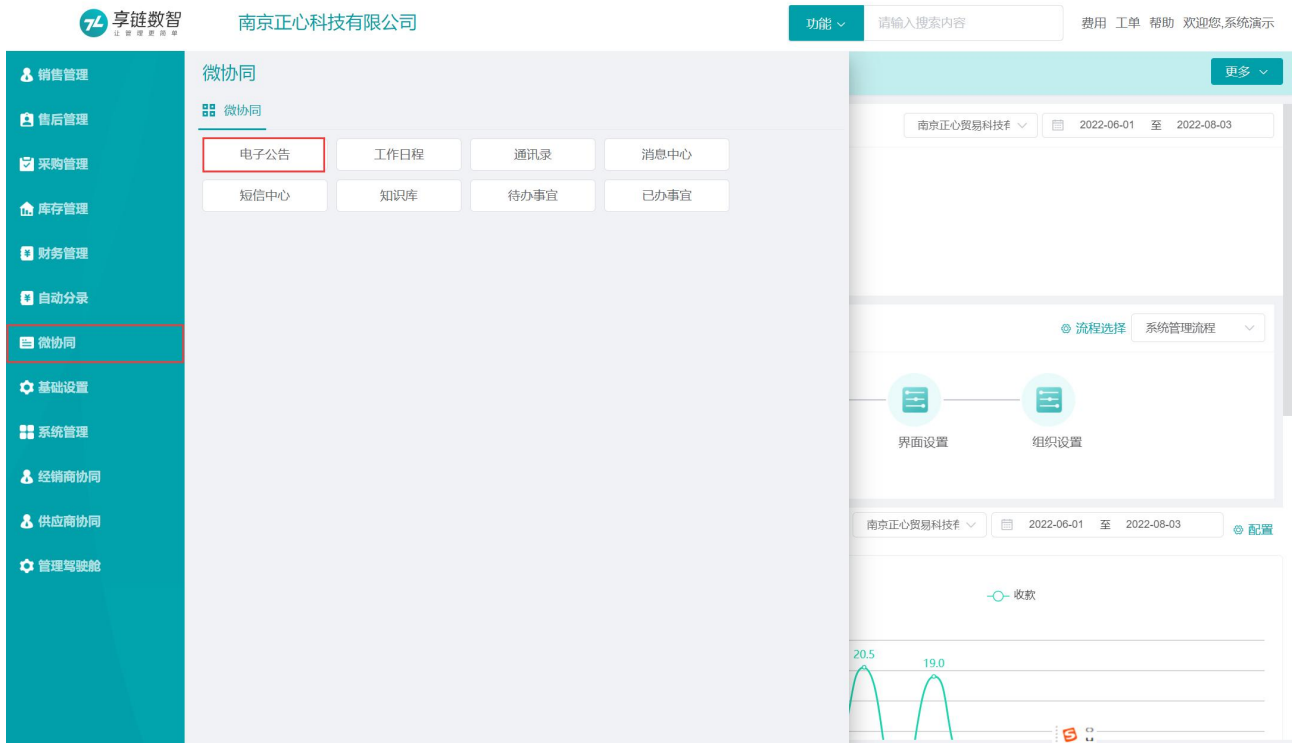 享链数智
让管理更简单
南京正心科技有限公司
功能
请输入搜索内容
费用 工单 帮助 欢迎您,系统演示
销售管理
售后管理
采购管理
库存管理
财务管理
自动分录
微协同
基础设置
系统管理
经销商协同
供应商协同
管理驾驶舱
微协同
微协同
电子公告 工作日程 通讯录 消息中心
短信中心 知识库 待办事宜 已办事宜
更多
南京正心贸易科技有 2022-06-01 至 2022-08-03
流程选择 系统管理流程
界面设置 组织设置
南京正心贸易科技有 2022-06-01 至 2022-08-03 配置
收款
20.5 19.0